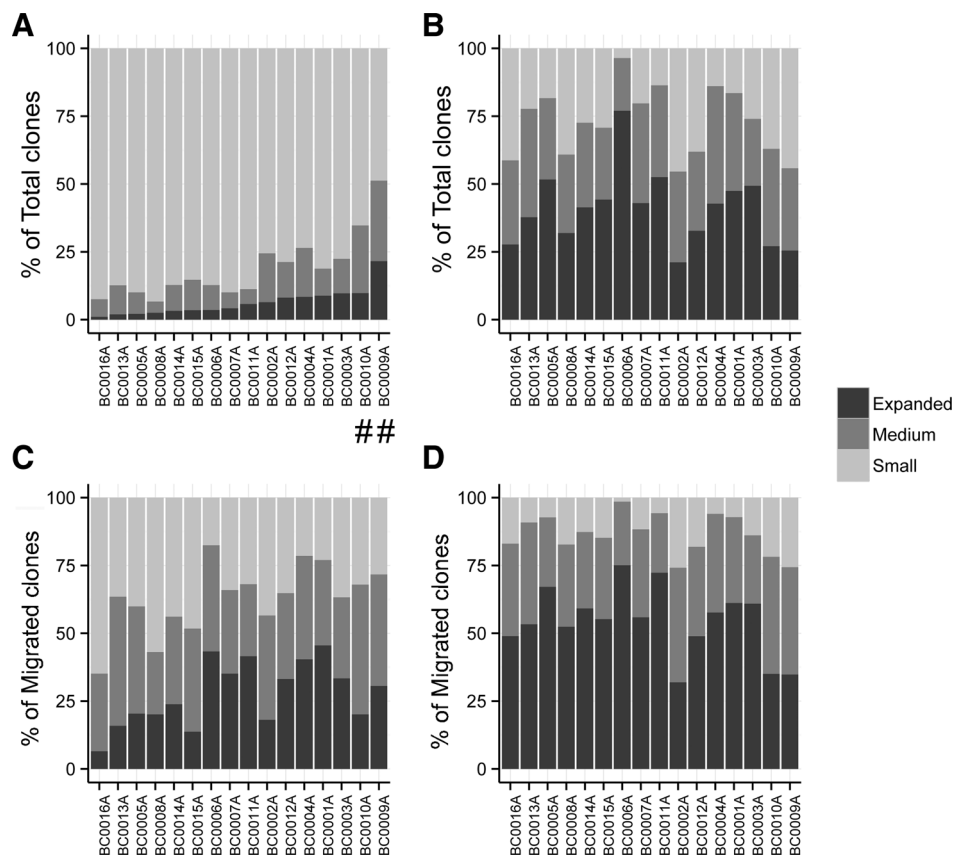 A
% of Total clones
100
75
50
25
0
BC0016A
BC0013A
BC0005A
BC0008A
BC0014A
BC0015A
BC0006A
BC0007A
BC0011A
BC0002A
BC0012A
BC0004A
BC0001A
BC0003A
BC0010A
BC0009A
##
B
% of Total clones
100
75
50
25
0
BC0016A
BC0013A
BC0005A
BC0008A
BC0014A
BC0015A
BC0006A
BC0007A
BC0011A
BC0002A
BC0012A
BC0004A
BC0001A
BC0003A
BC0010A
BC0009A
Expanded
Medium
Small
C
% of Migrated clones
100
75
50
25
0
BC0016A
BC0013A
BC0005A
BC0008A
BC0014A
BC0015A
BC0006A
BC0007A
BC0011A
BC0002A
BC0012A
BC0004A
BC0001A
BC0003A
BC0010A
BC0009A
D
% of Migrated clones
100
75
50
25
0
BC0016A
BC0013A
BC0005A
BC0008A
BC0014A
BC0015A
BC0006A
BC0007A
BC0011A
BC0002A
BC0012A
BC0004A
BC0001A
BC0003A
BC0010A
BC0009A